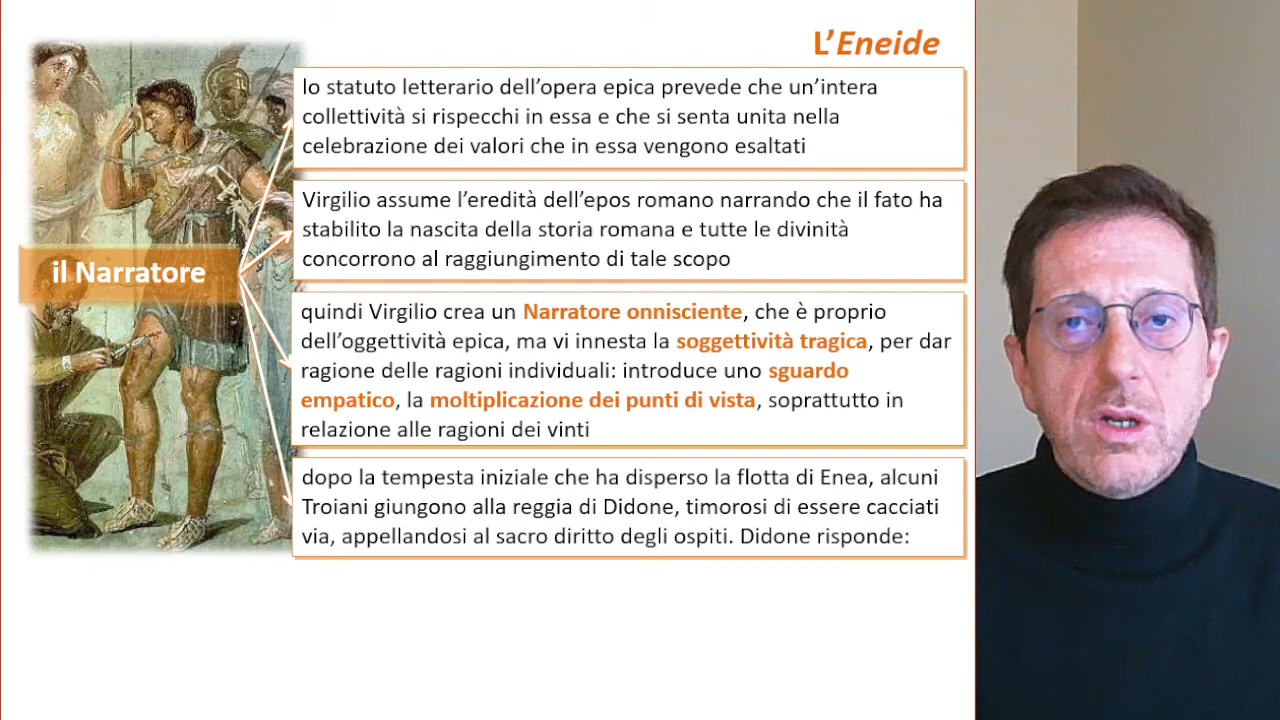 L'Eneide
lo statuto letterario dell'opera epica prevede che un'intera
collettività si rispecchi in essa e che si senta unita nella
celebrazione dei valori che in essa vengono esaltati
Virgilio assume l'eredità dell'epos romano narrando che il fato ha
stabilito la nascita della storia romana e tutte le divinità
concorrono al raggiungimento di tale scopo
il Narratore
quindi Virgilio crea un Narratore onnisciente, che è proprio
dell'oggettività epica, ma vi innesta la soggettività tragica, per dar
ragione delle ragioni individuali: introduce uno sguardo
empatico, la moltiplicazione dei punti di vista, soprattutto in
relazione alle ragioni dei vinti
dopo la tempesta iniziale che ha disperso la flotta di Enea, alcuni
Troiani giungono alla reggia di Didone, timorosi di essere cacciati
via, appellandosi al sacro diritto degli ospiti. Didone risponde: